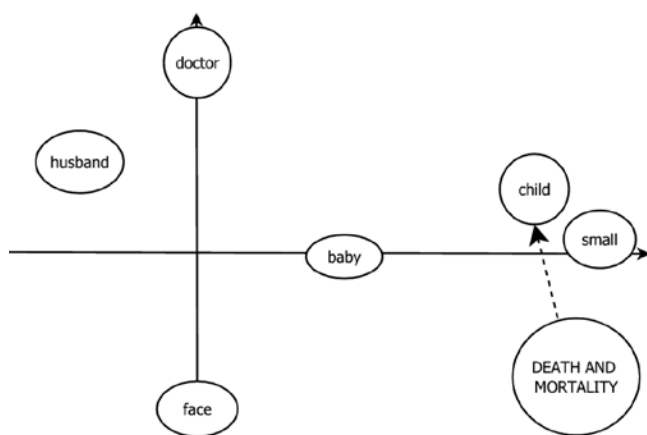 doctor
husband
child
small
baby
DEATH AND
MORTALITY
face